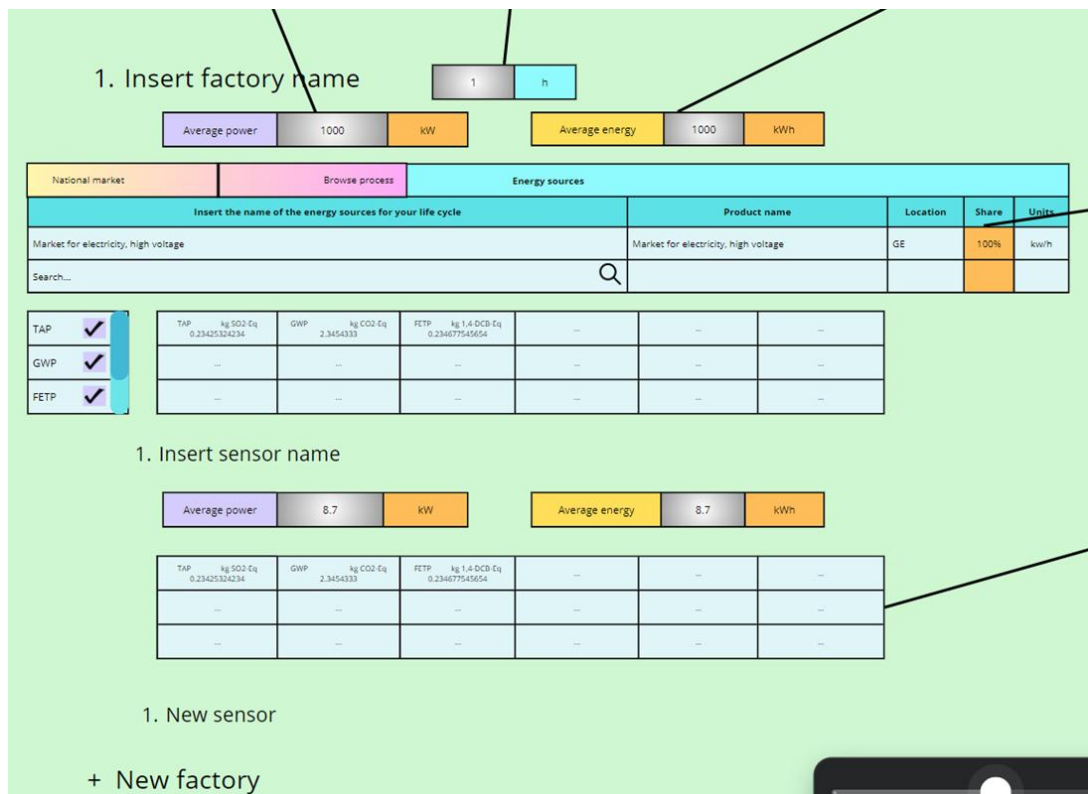 1. Insert factory name
1 h
Average power 1000 kW
Average energy 1000 kWh
National market Browse process Energy sources
Insert the name of the energy sources for your life cycle Product name Location Share Units
Market for electricity, high voltage Market for electricity, high voltage GE 100% kw/h
Search...
TAP
GWP
FETP
TAP kg SO2-Eq GWP kg CO2-Eq FETP kg 1,4-DCB-Eq
0.23425324234 2.3454333 0.234677545654 ... ... ...
... ... ... ... ... ...
... ... ... ... ... ...
1. Insert sensor name
Average power 8.7 kW
Average energy 8.7 kWh
TAP kg SO2-Eq GWP kg CO2-Eq FETP kg 1,4-DCB-Eq
0.23425324234 2.3454333 0.234677545654 ... ... ...
... ... ... ... ... ...
... ... ... ... ... ...
1. New sensor
+ New factory